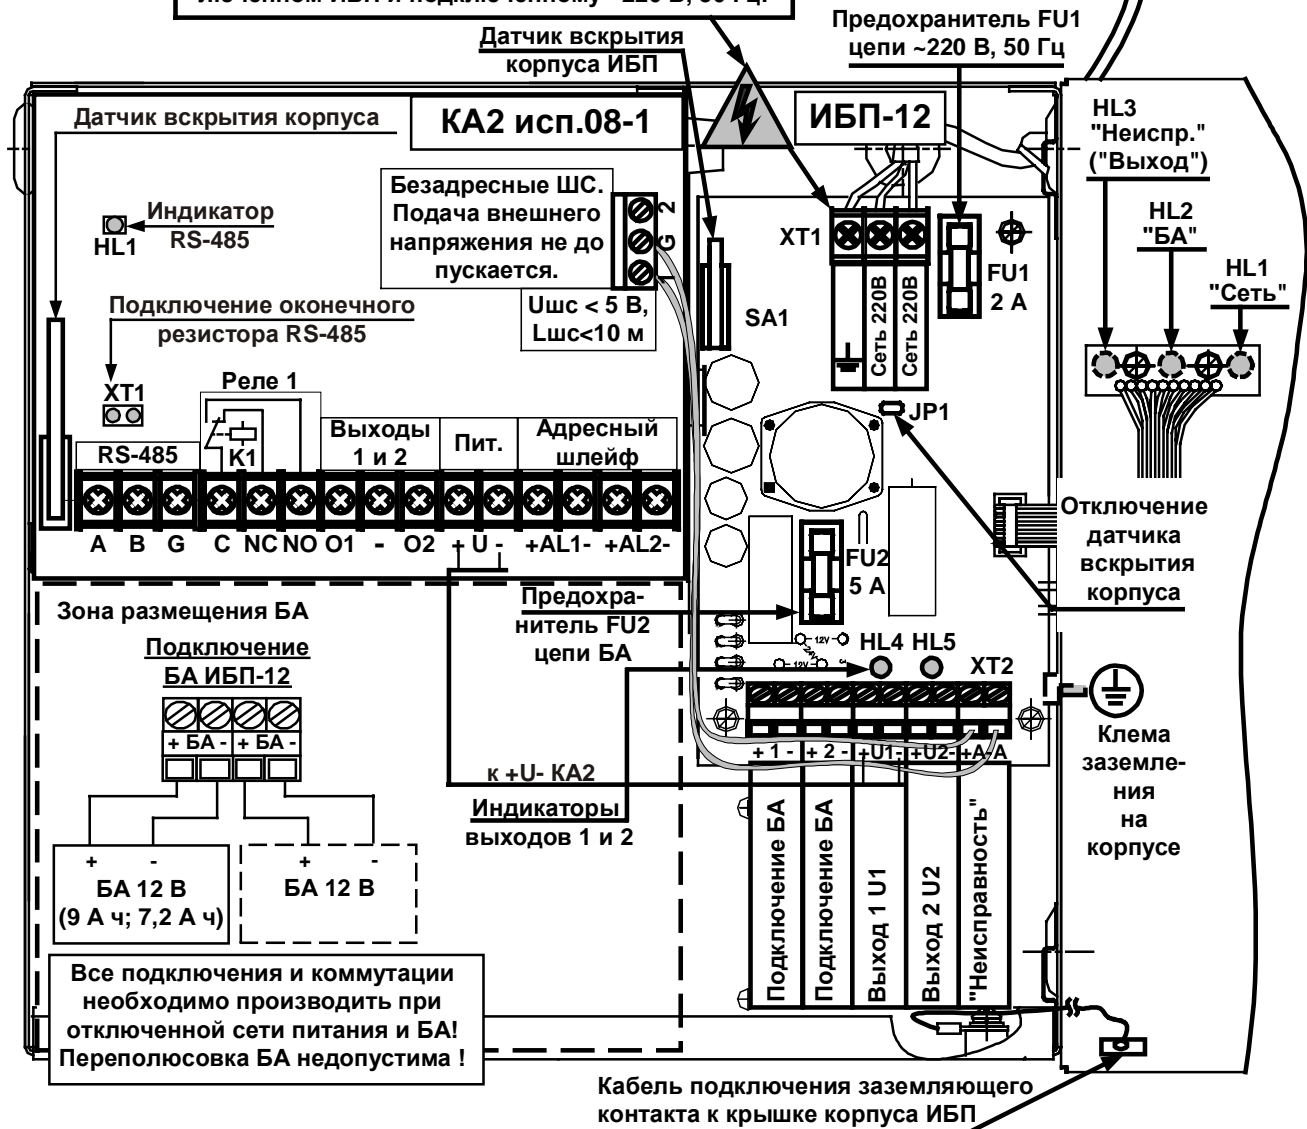 Датчик вскрытия
корпуса ИБП
Предохранитель FU1
цепи ~220 В, 50 Гц
Датчик вскрытия корпуса
КА2 исп.08-1
ИБП-12
HL3
"Неиспр."
("Выход")
HL2
"БА"
HL1
"Сеть"
Безадресные ШС.
Подача внешнего
напряжения не до
пускается.
2
G
1
Uшс < 5 В,
Lшс<10 м
Индикатор
RS-485
HL1
Подключение оконечного
резистора RS-485
XT1
Реле 1
K1
RS-485
Выходы
1 и 2
Пит.
Адресный
шлейф
A B G C NC NO O1 - O2 + U - +AL1- +AL2-
XT1
Сеть 220В
Сеть 220В
FU1
2 А
SA1
JP1
Отключение
датчика
вскрытия
корпуса
FU2
5 А
Предохра-
нитель FU2
цепи БА
12V
12V
HL4 HL5
XT2
Зона размещения БА
Подключение
БА ИБП-12
+ БА - + БА -
+ -
БА 12 В
(9 А ч; 7,2 А ч)
+ -
БА 12 В
к +U- КА2
Индикаторы
выходов 1 и 2
+ 1 - + 2 - +U1- +U2- +A-A
Подключение БА
Подключение БА
Выход 1 U1
Выход 2 U2
"Неисправность"
Клема
заземле-
ния
на
корпусе
Все подключения и коммутации
необходимо производить при
отключенной сети питания и БА!
Переполюсовка БА недопустима !
Кабель подключения заземляющего
контакта к крышке корпуса ИБП